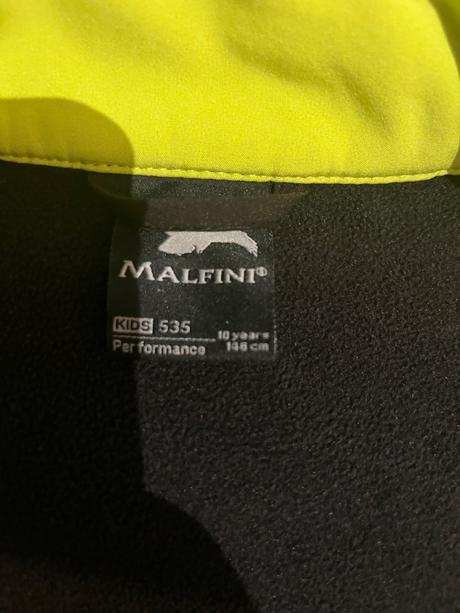 MALFINI®
KIDS 535
10 years
Performance
146 cm